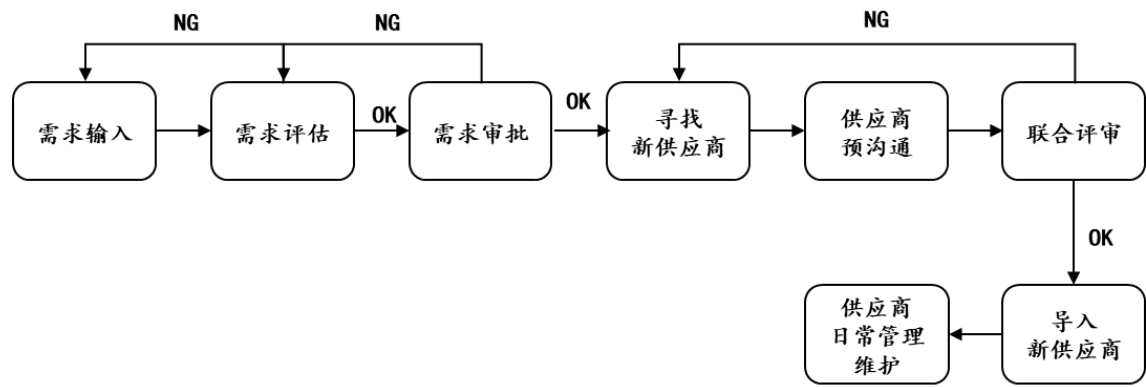 NG
NG
NG
需求输入
需求评估
OK
需求审批
OK
寻找
新供应商
供应商
预沟通
联合评审
OK
供应商
日常管理
维护
导入
新供应商